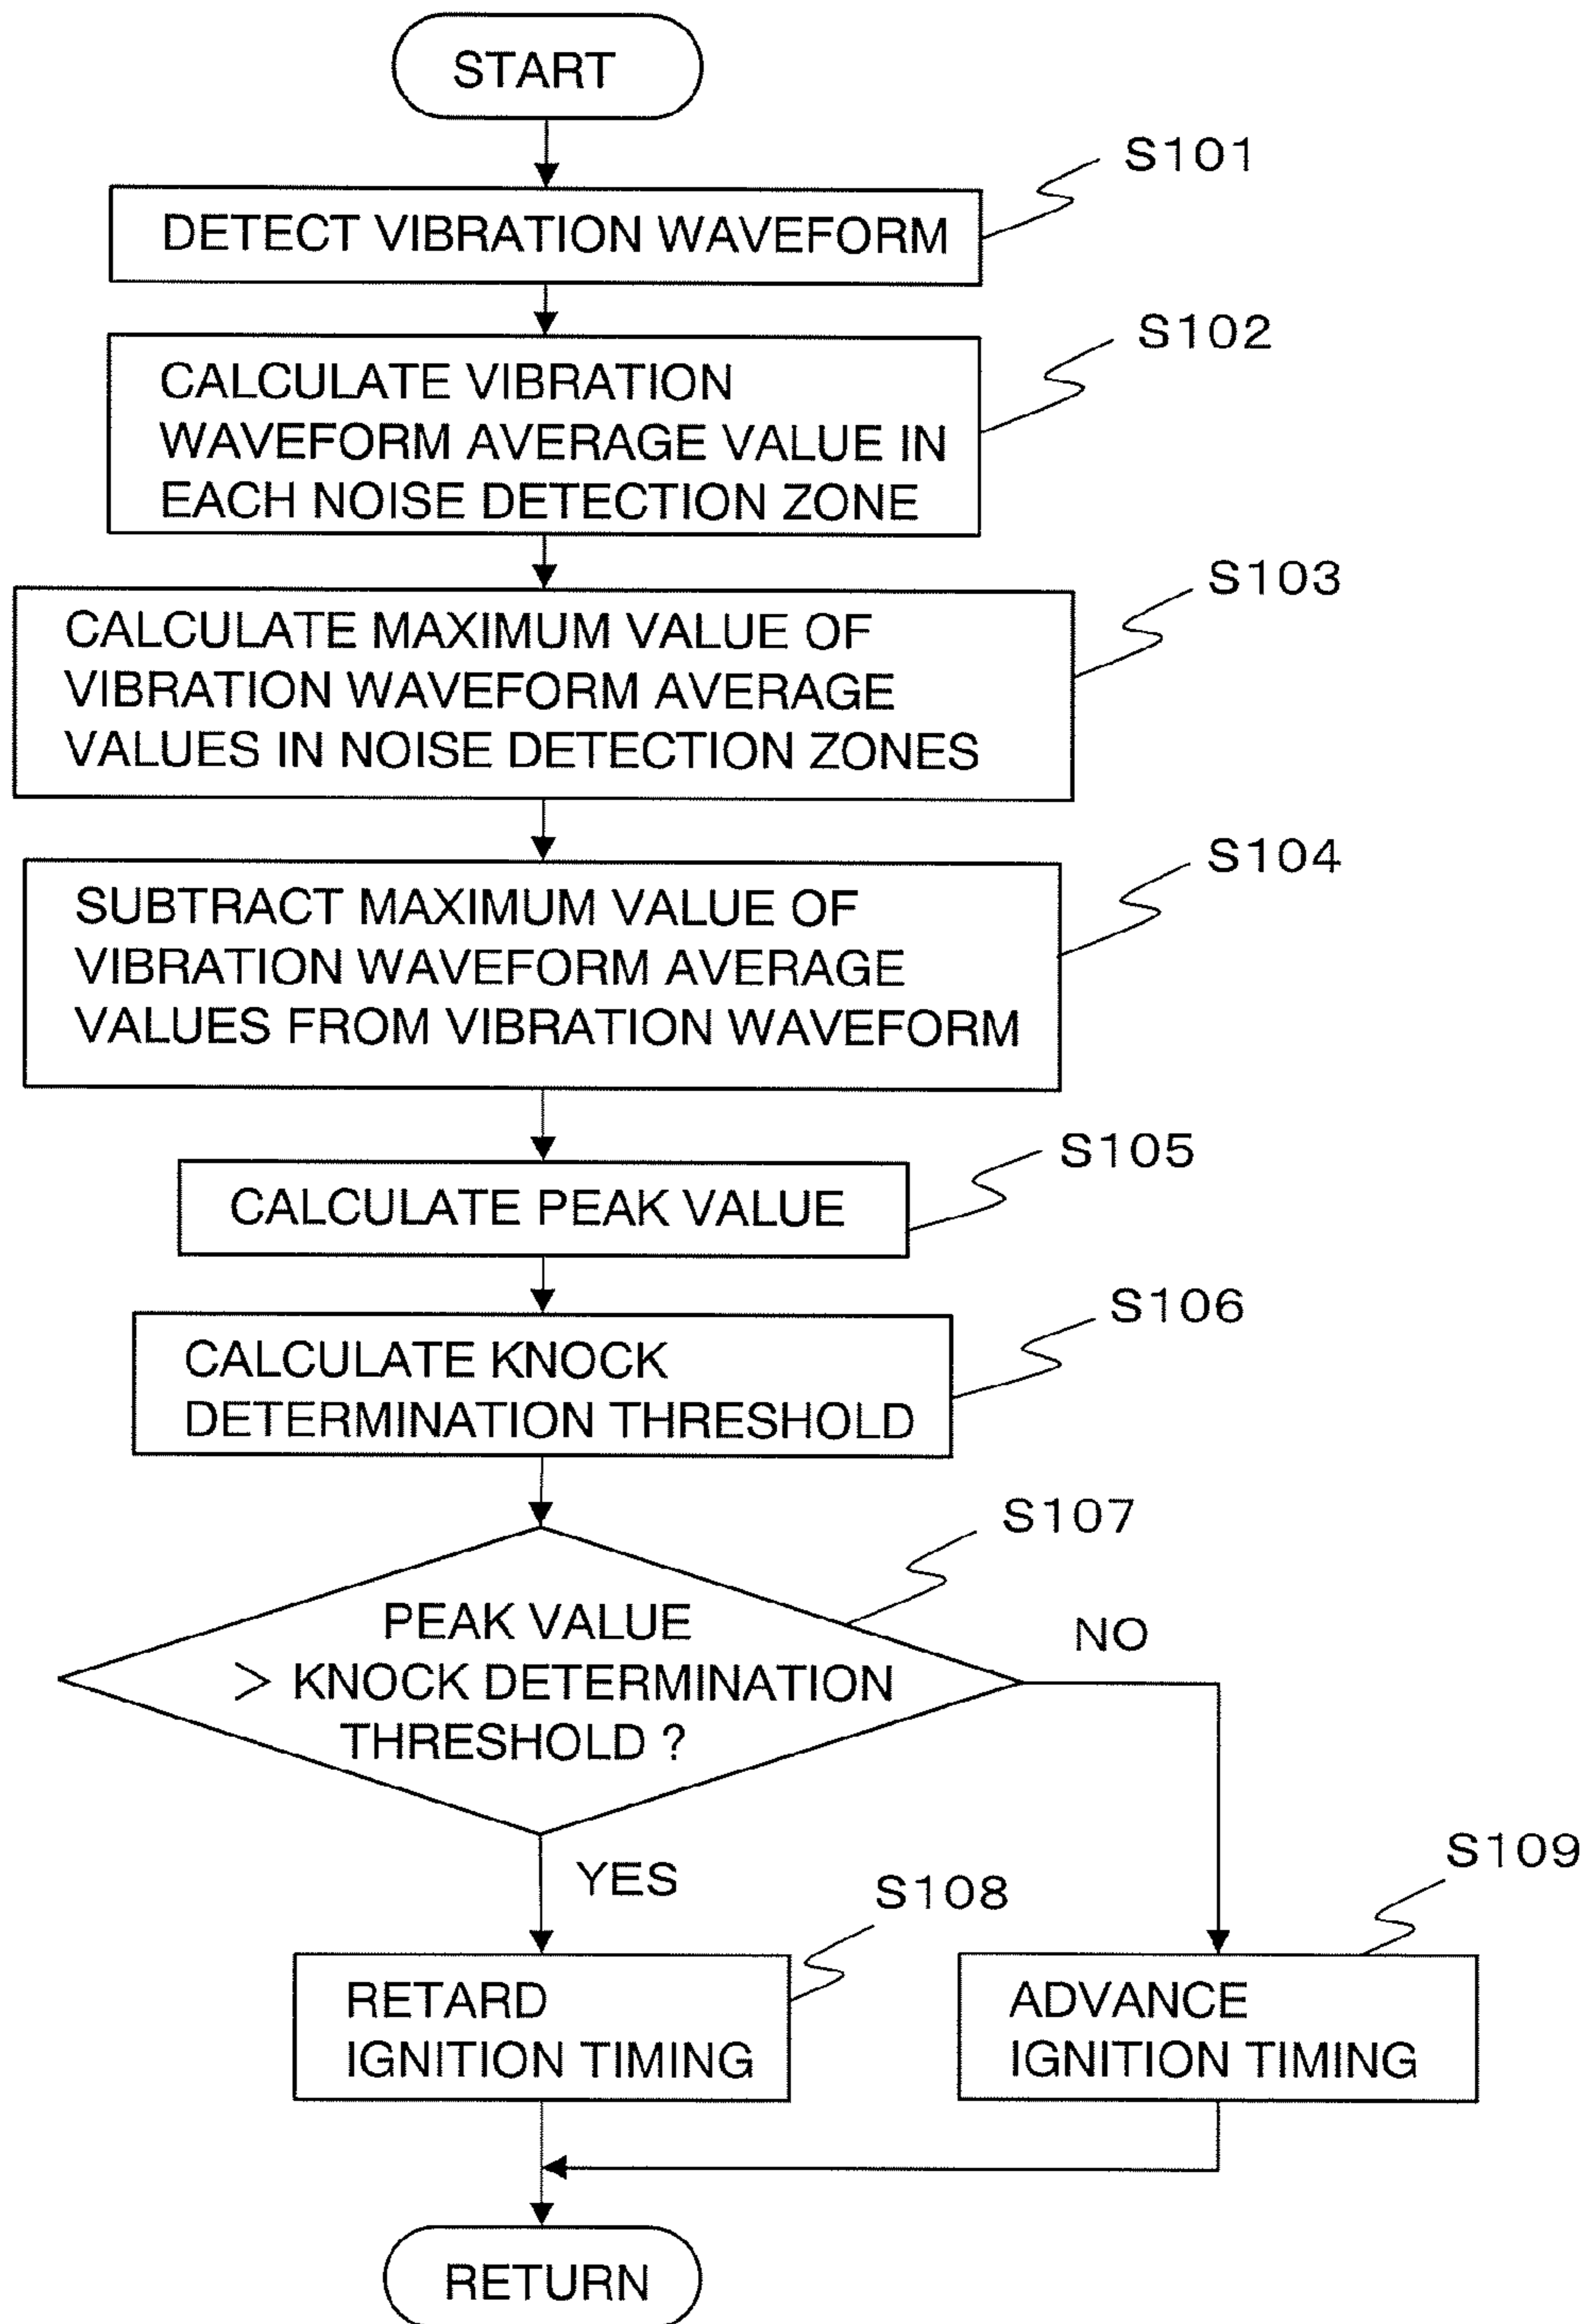 START
S101
DETECT VIBRATION WAVEFORM
S102
CALCULATE VIBRATION
WAVEFORM AVERAGE VALUE IN
EACH NOISE DETECTION ZONE
S103
CALCULATE MAXIMUM VALUE OF
VIBRATION WAVEFORM AVERAGE
VALUES IN NOISE DETECTION ZONES
S104
SUBTRACT MAXIMUM VALUE OF
VIBRATION WAVEFORM AVERAGE
VALUES FROM VIBRATION WAVEFORM
S105
CALCULATE PEAK VALUE
S106
CALCULATE KNOCK
DETERMINATION THRESHOLD
S107
PEAK VALUE
> KNOCK DETERMINATION
THRESHOLD ?
NO
YES
S108
RETARD
IGNITION TIMING
S109
ADVANCE
IGNITION TIMING
RETURN